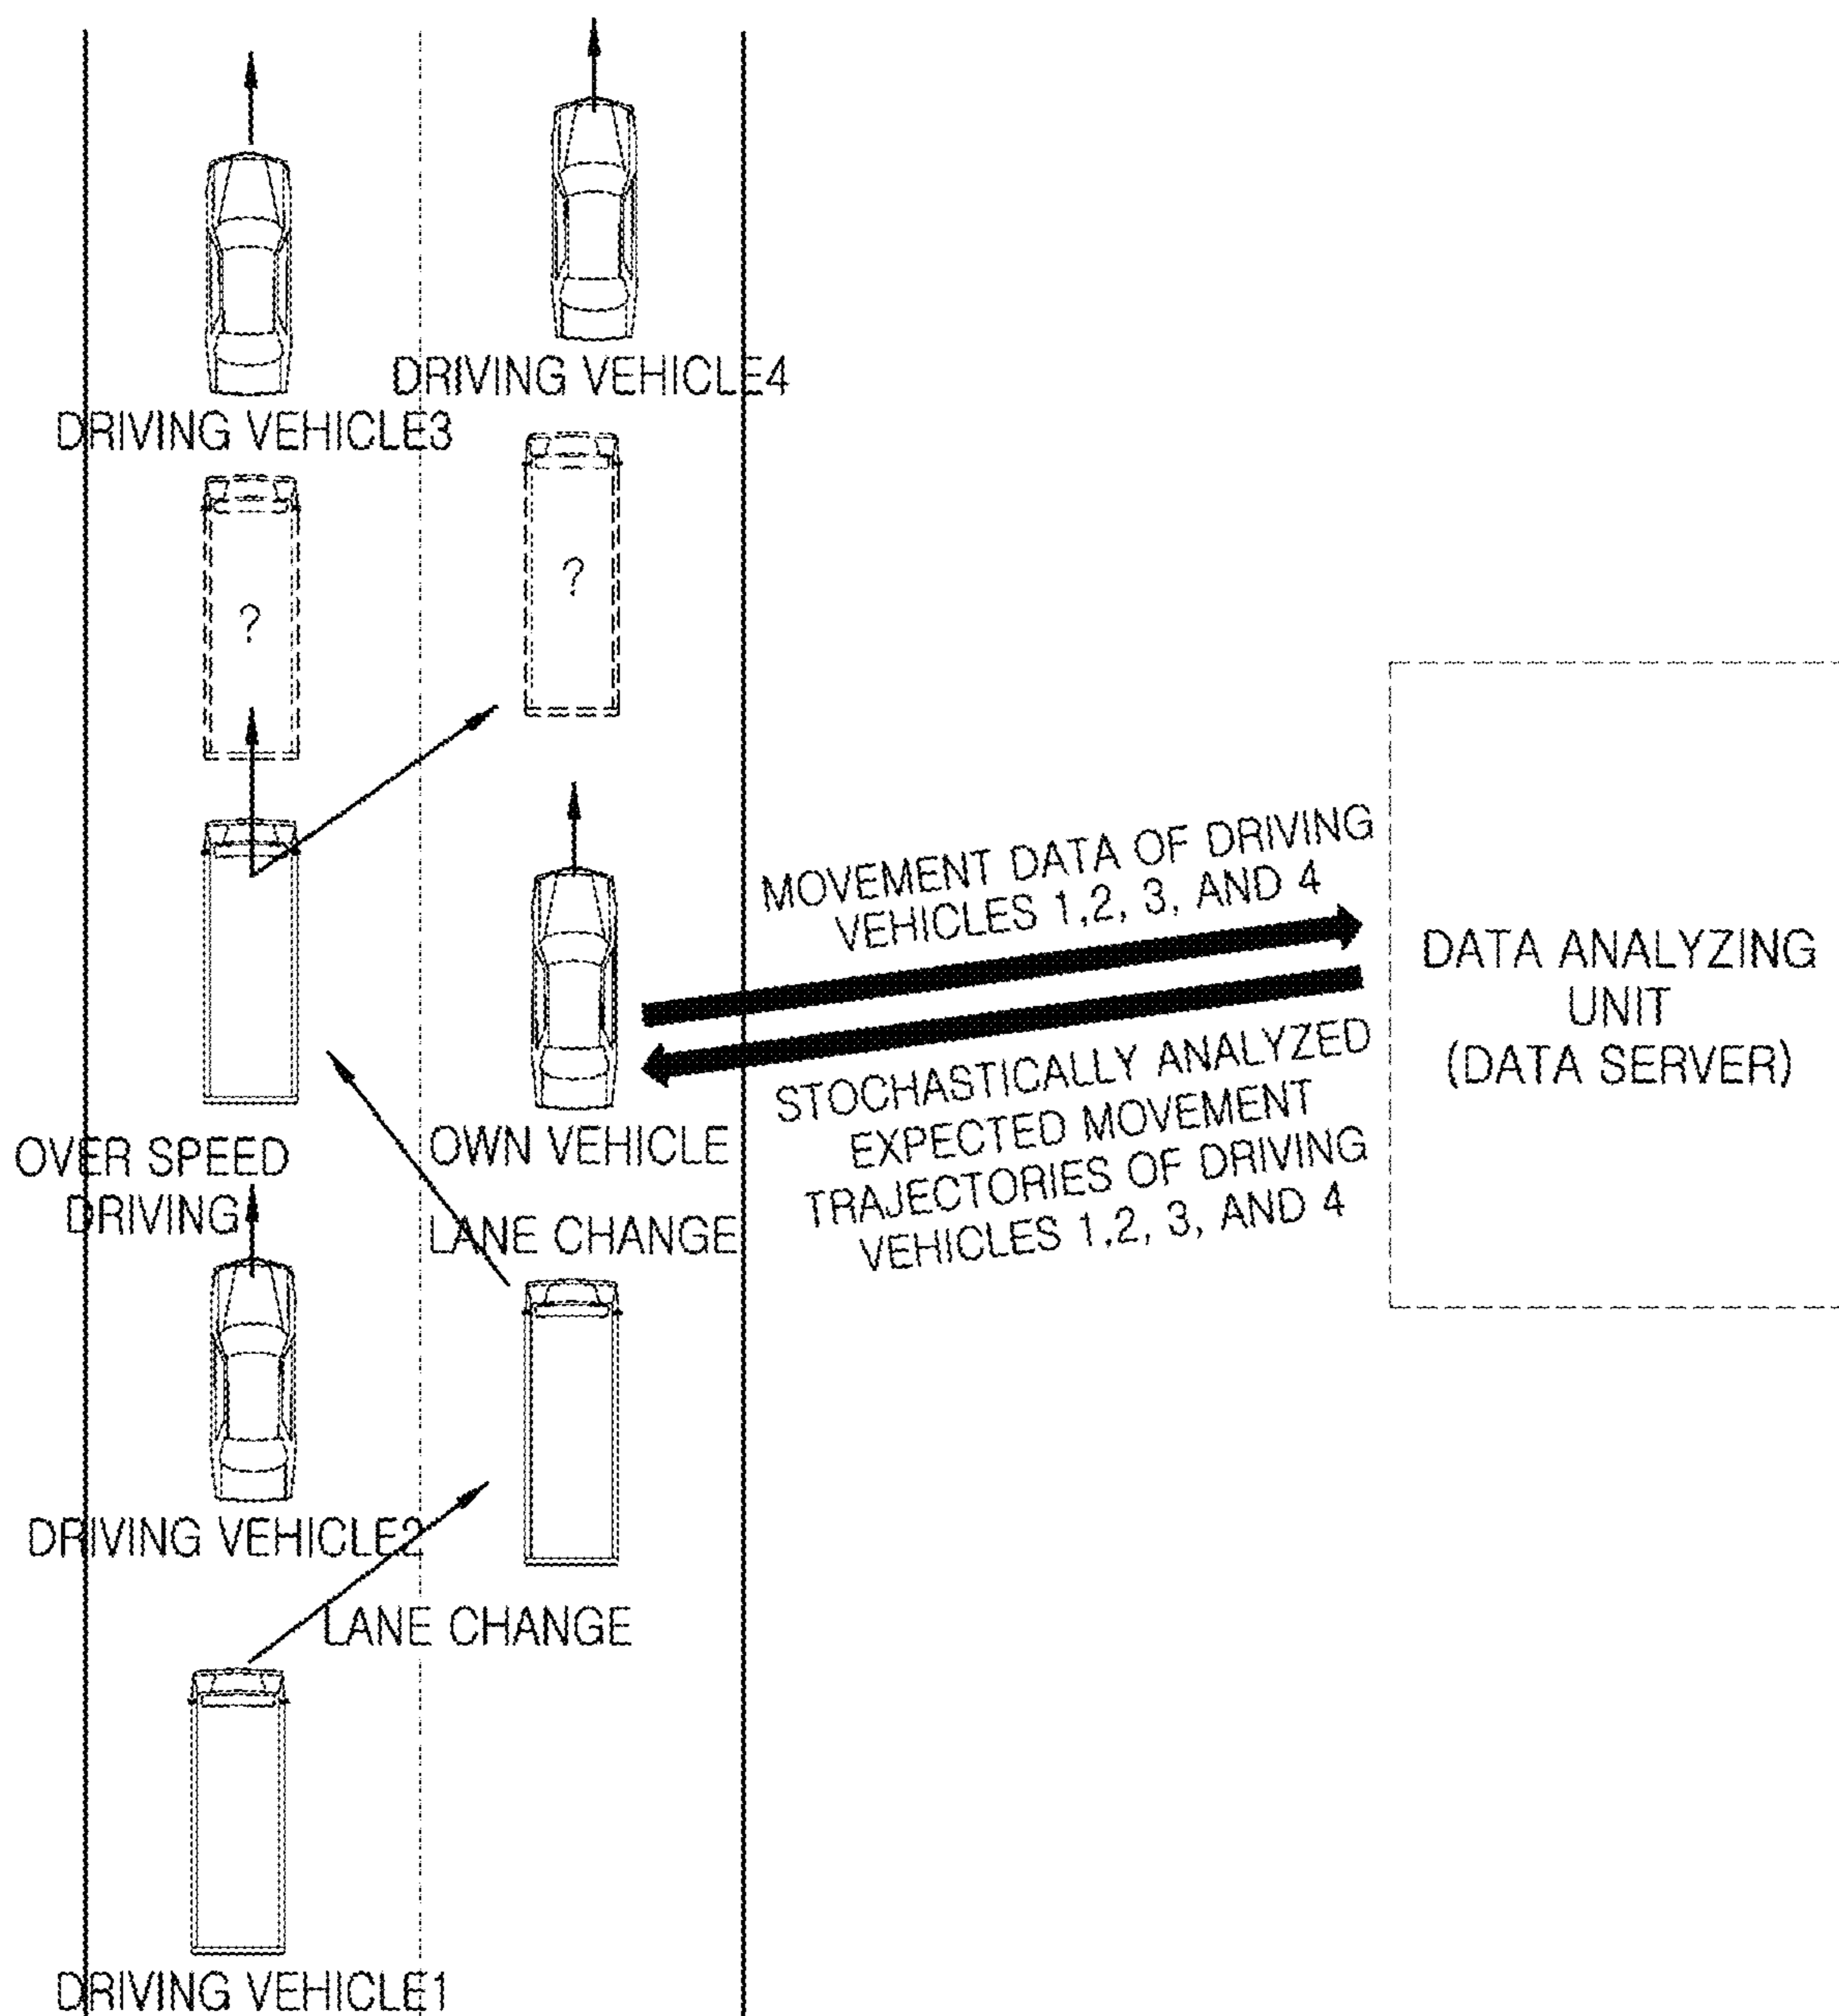 DRIVING VEHICLE4
DRIVING VEHICLE3
?
?
MOVEMENT DATA OF DRIVING
VEHICLES 1,2, 3, AND 4
DATA ANALYZING
UNIT
(DATA SERVER)
STOCHASTICALLY ANALYZED
EXPECTED MOVEMENT
TRAJECTORIES OF DRIVING
VEHICLES 1,2, 3, AND 4
OWN VEHICLE
OVER SPEED
DRIVING
LANE CHANGE
DRIVING VEHICLE2
LANE CHANGE
DRIVING VEHICLE1